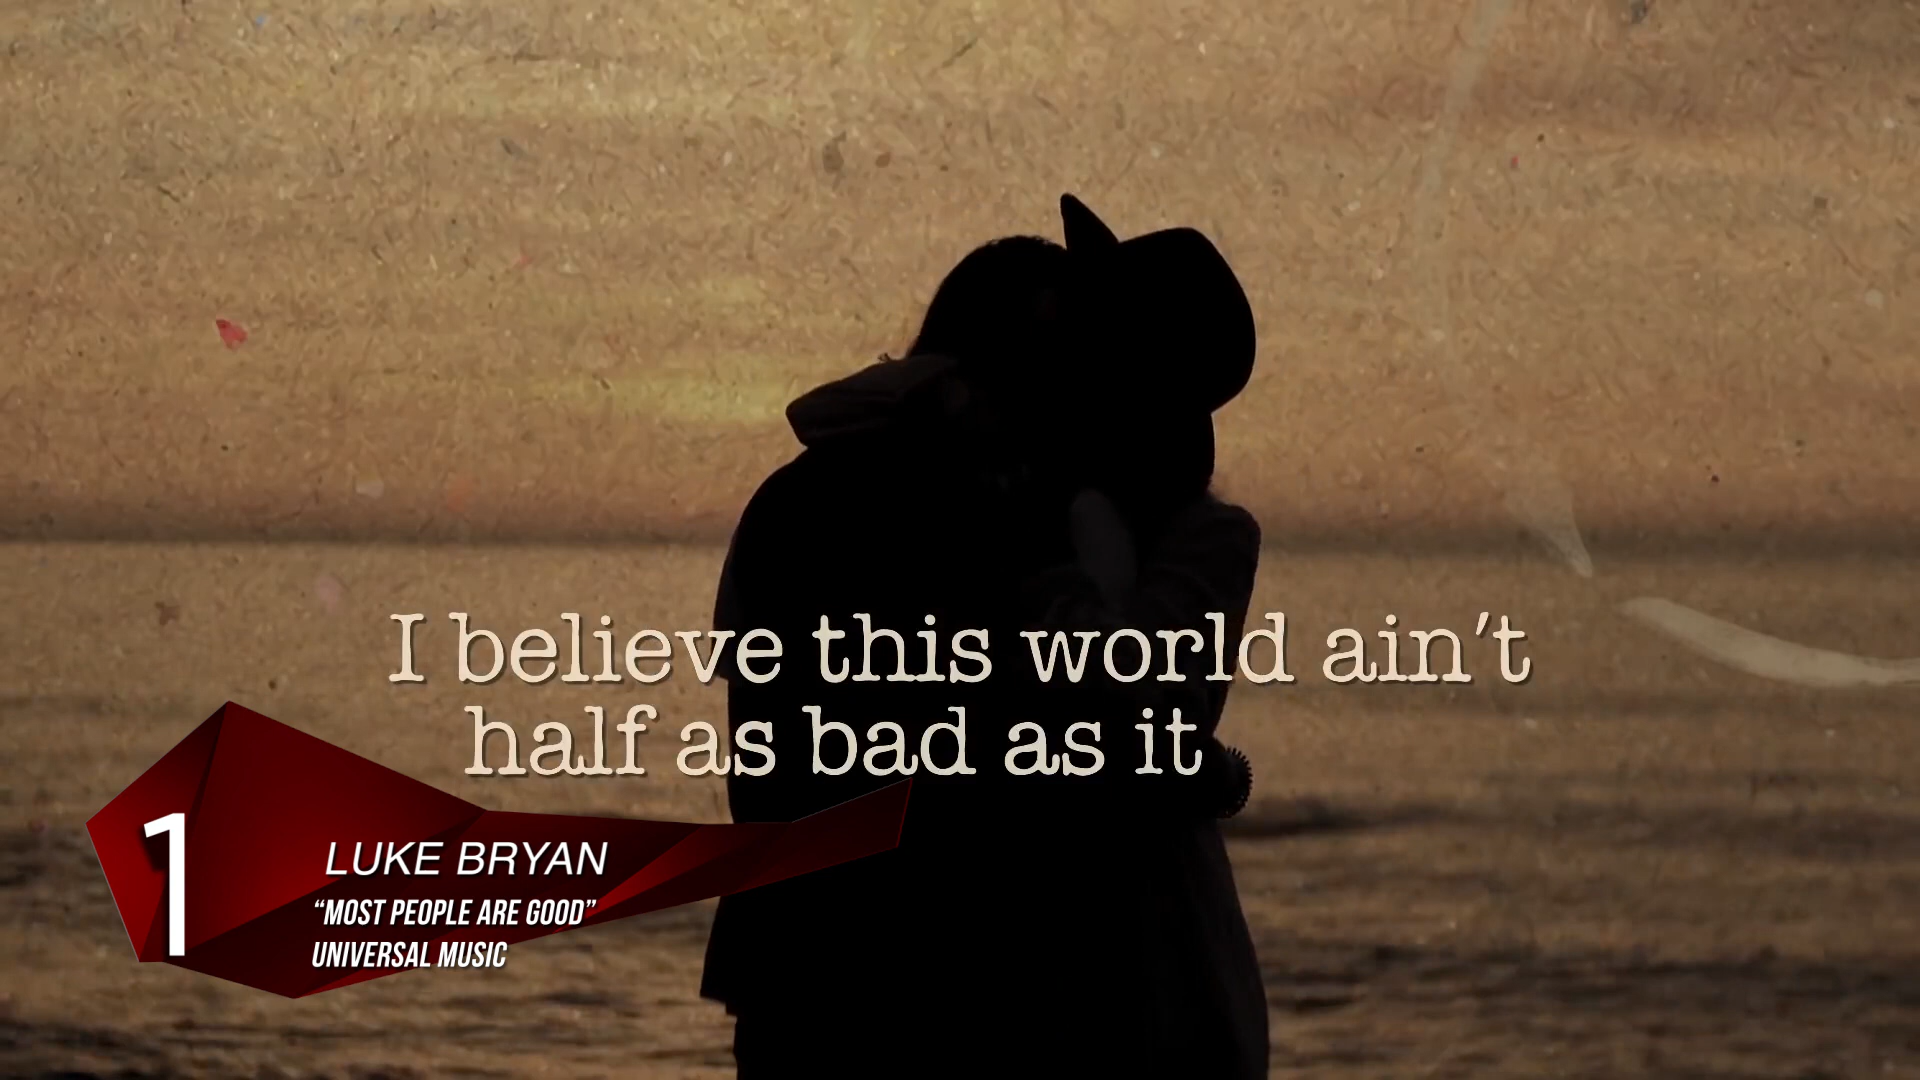 I believe this world ain't
half as bad as it
1
LUKE BRYAN
“MOST PEOPLE ARE GOOD”
UNIVERSAL MUSIC